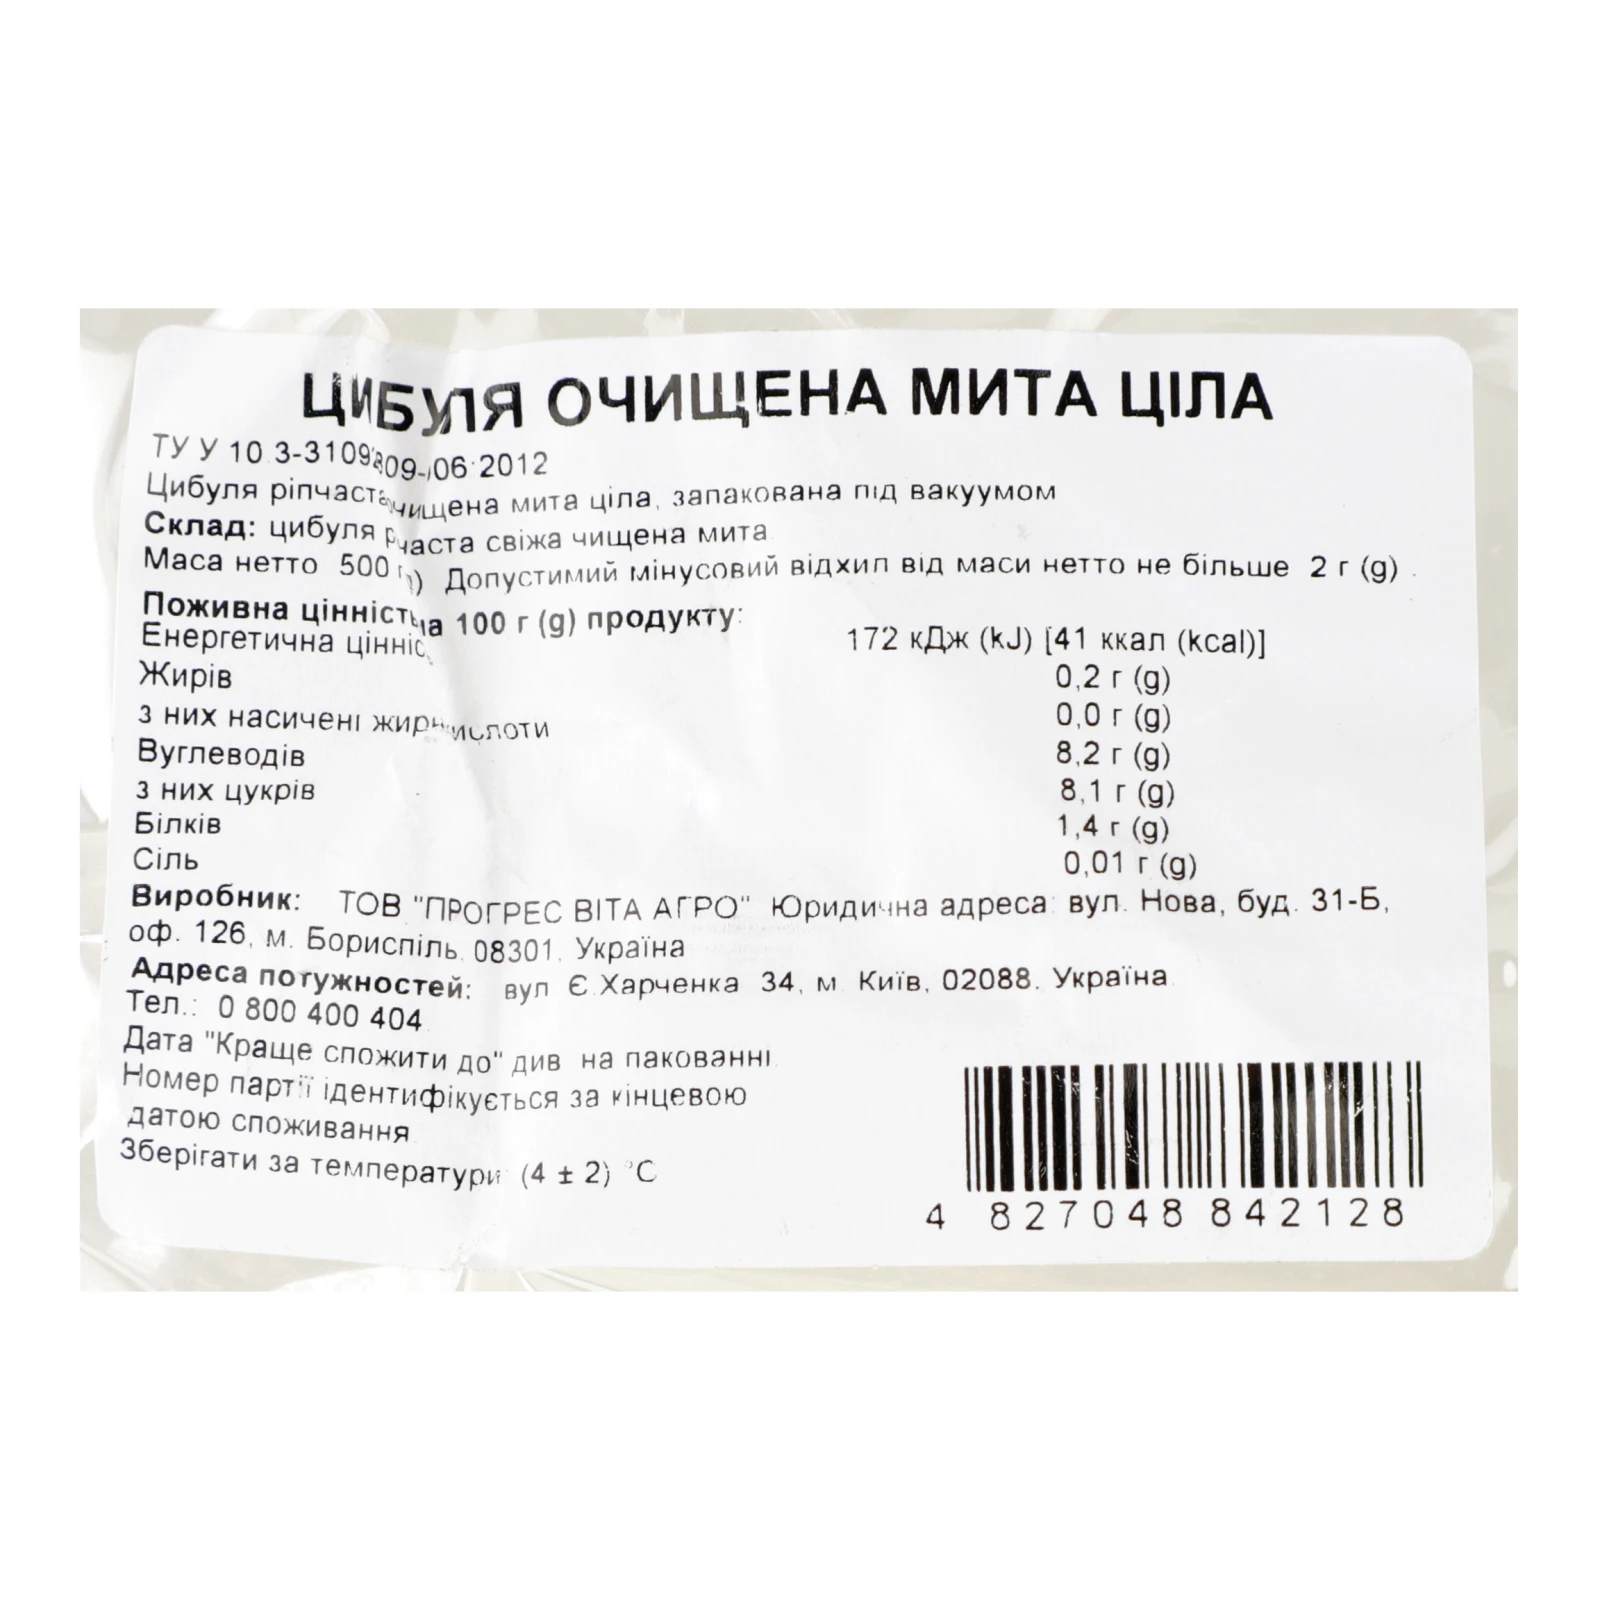 ЦИБУЛЯ ОЧИЩЕНА МИТА ЦІЛА
ТУ У 10.3-3109809-06:2012
Цибуля ріпчаста чищена мита ціла, запакована під вакуумом
Склад: цибуля свіжа чищена мита.
Маса нетто 500 г Допустимий мінусовий відхил від маси нетто не більше 2 г (g) .
Поживна цінність на 100 г (g) продукту:
Енергетична 172 кДж (kJ) [41 ккал (kcal)]
Жирів 0,2 г (g)
з них насичені 0,0 г (g)
Вуглеводів 8,2 г (g)
з них цукрів 8,1 г (g)
Білків 1,4 г (g)
Сіль 0,01 г (g)
Виробник: ТОВ "ПРОГРЕС ВІТА АГРО" Юридична адреса: вул. Нова, буд. 31-Б,
оф. 126, м. Бориспіль, 08301, Україна
Адреса потужностей: вул. Є.Харченка 34, м. Київ, 02088, Україна.
Тел.: 0 800 400 404.
Дата "Краще спожити до" див. на пакованні.
Номер партії ідентифікується за кінцевою
датою споживання.
Зберігати за температури: (4 ± 2) °С
4 827048 842128